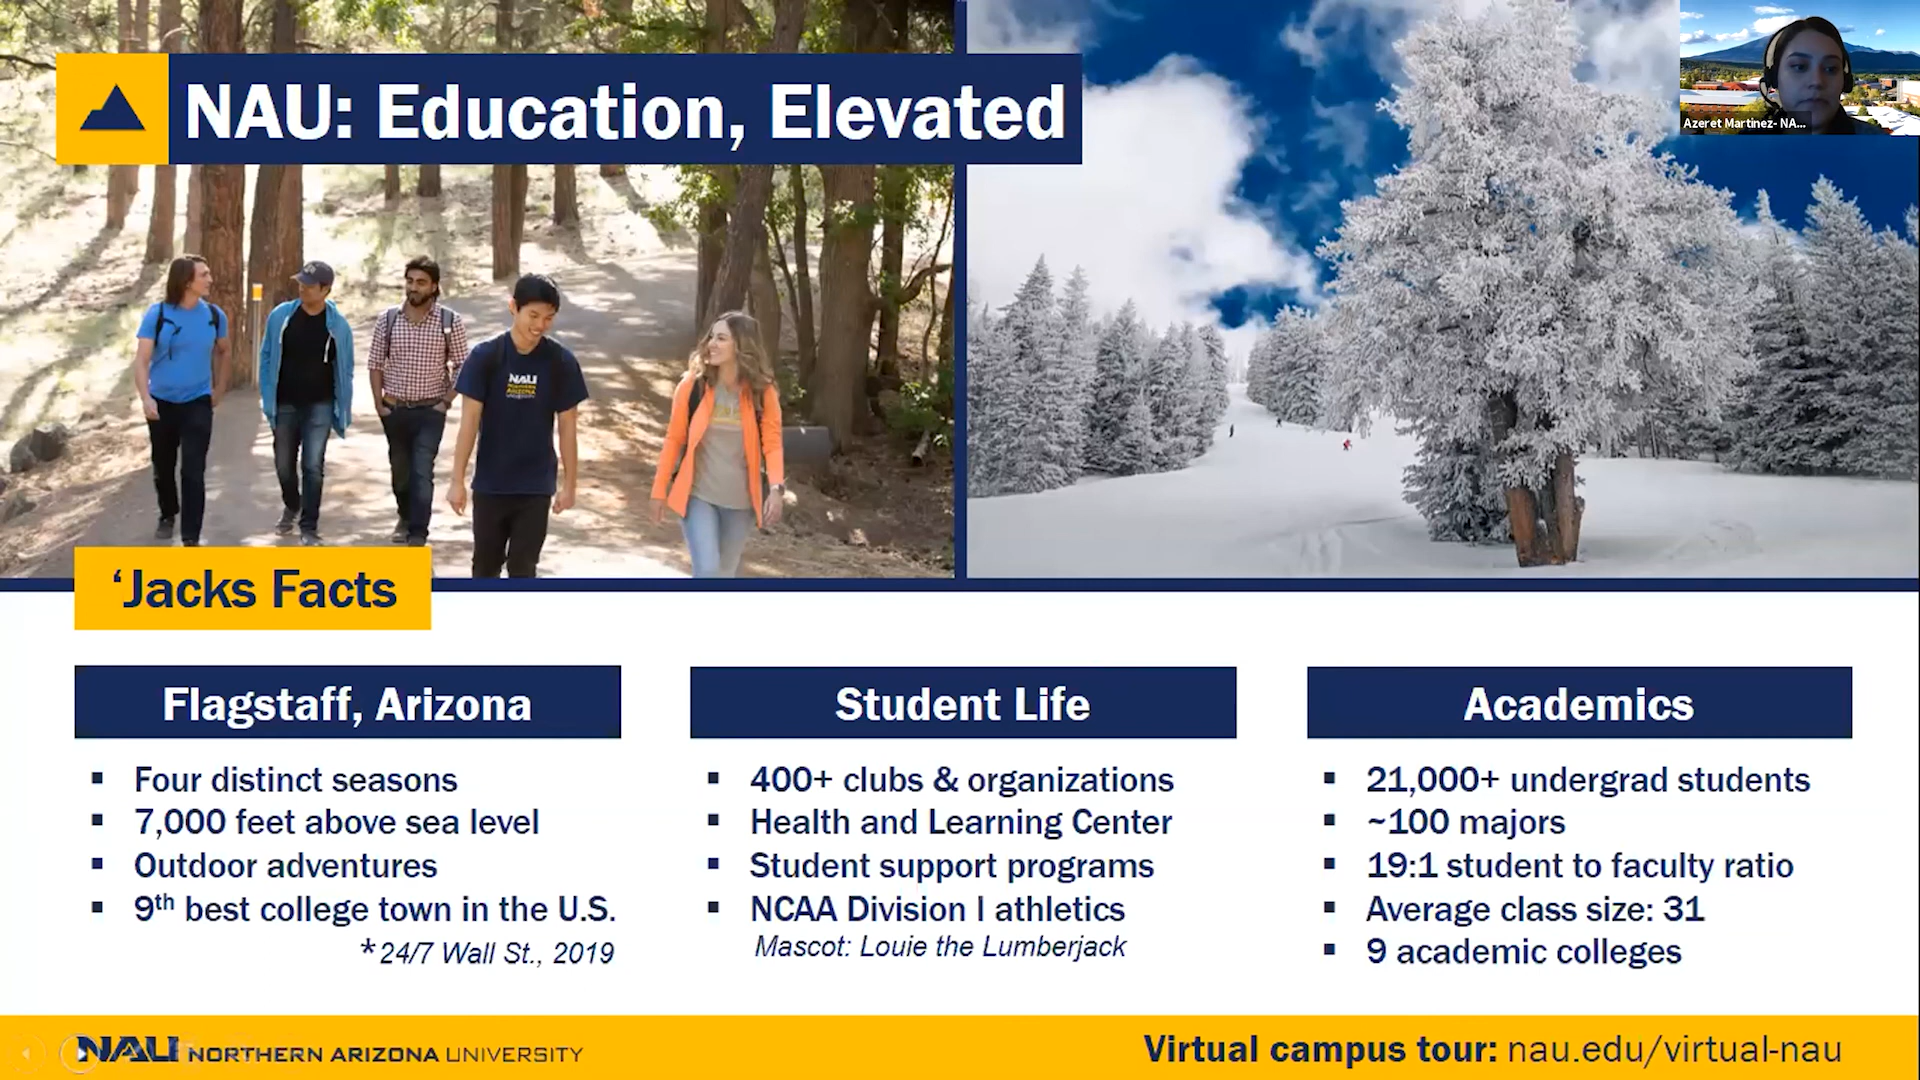 NAU: Education, Elevated
Azeret Martinez- NA...
NAU
NORTHERN
ARIZONA
UNIVERSITY
‘Jacks Facts
Flagstaff, Arizona
▪ Four distinct seasons
▪ 7,000 feet above sea level
▪ Outdoor adventures
▪ 9th best college town in the U.S.
*24/7 Wall St., 2019
Student Life
▪ 400+ clubs & organizations
▪ Health and Learning Center
▪ Student support programs
▪ NCAA Division I athletics
Mascot: Louie the Lumberjack
Academics
▪ 21,000+ undergrad students
▪ ~100 majors
▪ 19:1 student to faculty ratio
▪ Average class size: 31
▪ 9 academic colleges
NAU NORTHERN ARIZONA UNIVERSITY
Virtual campus tour: nau.edu/virtual-nau